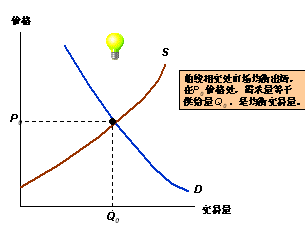 价格
S
曲线相交处市场均衡出清。
在P₀价格处，需求量等于
供给量Q₀，是均衡交易量。
P₀
D
Q₀
交易量